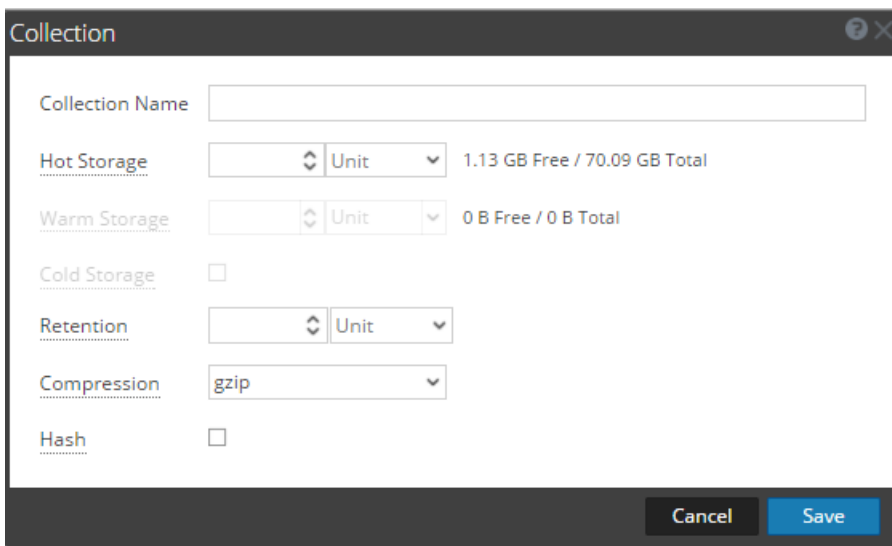 Collection
Collection Name
Hot Storage Unit 1.13 GB Free / 70.09 GB Total
Warm Storage Unit 0 B Free / 0 B Total
Cold Storage
Retention Unit
Compression gzip
Hash
Cancel Save